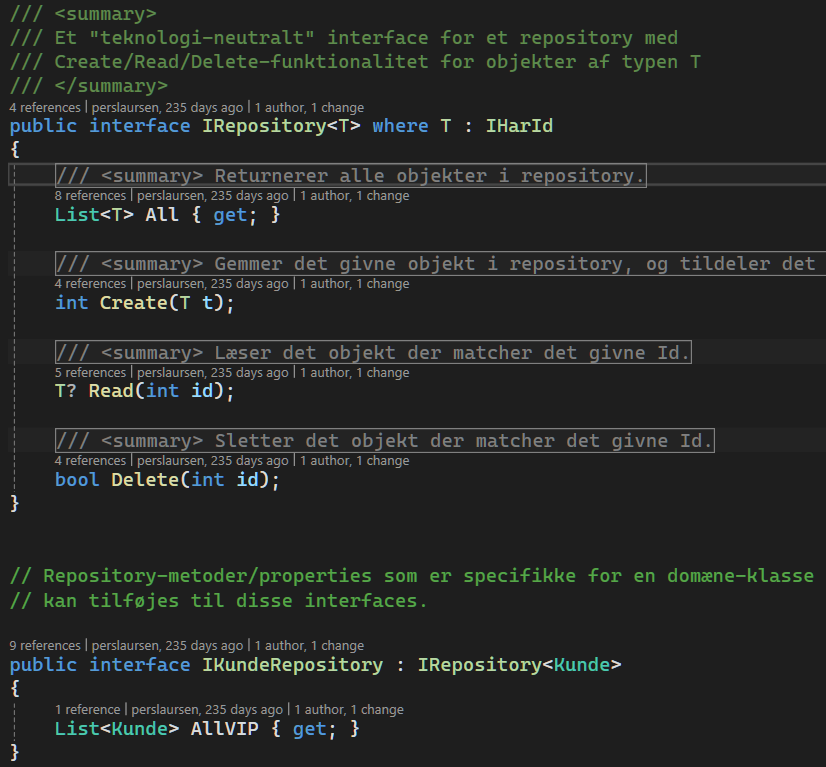 /// <summary>
/// Et "teknologi-neutralt" interface for et repository med
/// Create/Read/Delete-funktionalitet for objekter af typen T
/// </summary>
4 references | perslaursen, 235 days ago | 1 author, 1 change
public interface IRepository<T> where T : IHarId
{
/// <summary> Returnerer alle objekter i repository.
8 references | perslaursen, 235 days ago | 1 author, 1 change
List<T> All { get; }
/// <summary> Gemmer det givne objekt i repository, og tildeler det
4 references | perslaursen, 235 days ago | 1 author, 1 change
int Create(T t);
/// <summary> Læser det objekt der matcher det givne Id.
5 references | perslaursen, 235 days ago | 1 author, 1 change
T? Read(int id);
/// <summary> Sletter det objekt der matcher det givne Id.
4 references | perslaursen, 235 days ago | 1 author, 1 change
bool Delete(int id);
}
// Repository-metoder/properties som er specifikke for en domæne-klasse
// kan tilføjes til disse interfaces.
9 references | perslaursen, 235 days ago | 1 author, 1 change
public interface IKundeRepository : IRepository<Kunde>
{
1 reference | perslaursen, 235 days ago | 1 author, 1 change
List<Kunde> AllVIP { get; }
}